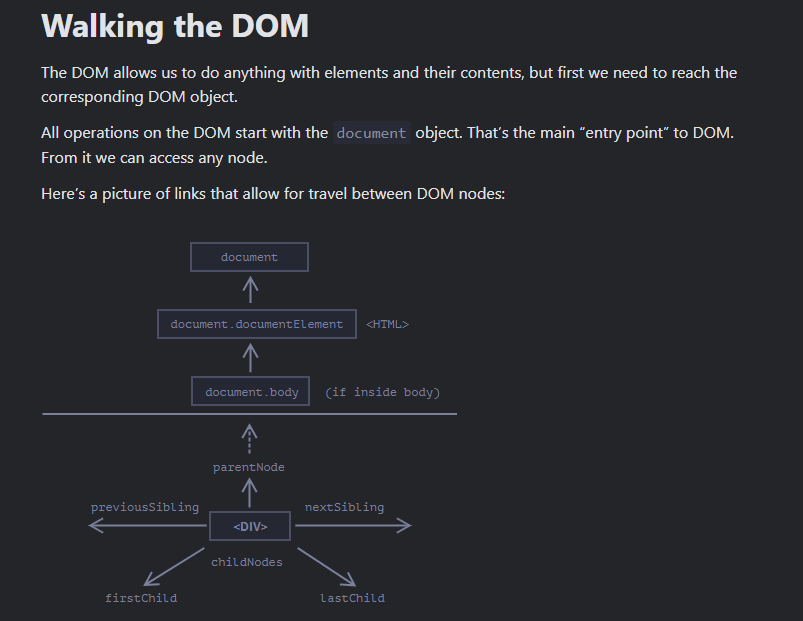 Walking the DOM
The DOM allows us to do anything with elements and their contents, but first we need to reach the
corresponding DOM object.
All operations on the DOM start with the document object. That’s the main “entry point” to DOM.
From it we can access any node.
Here’s a picture of links that allow for travel between DOM nodes:
document
document.documentElement <HTML>
document.body (if inside body)
parentNode
previousSibling nextSibling
<DIV>
childNodes
firstChild lastChild